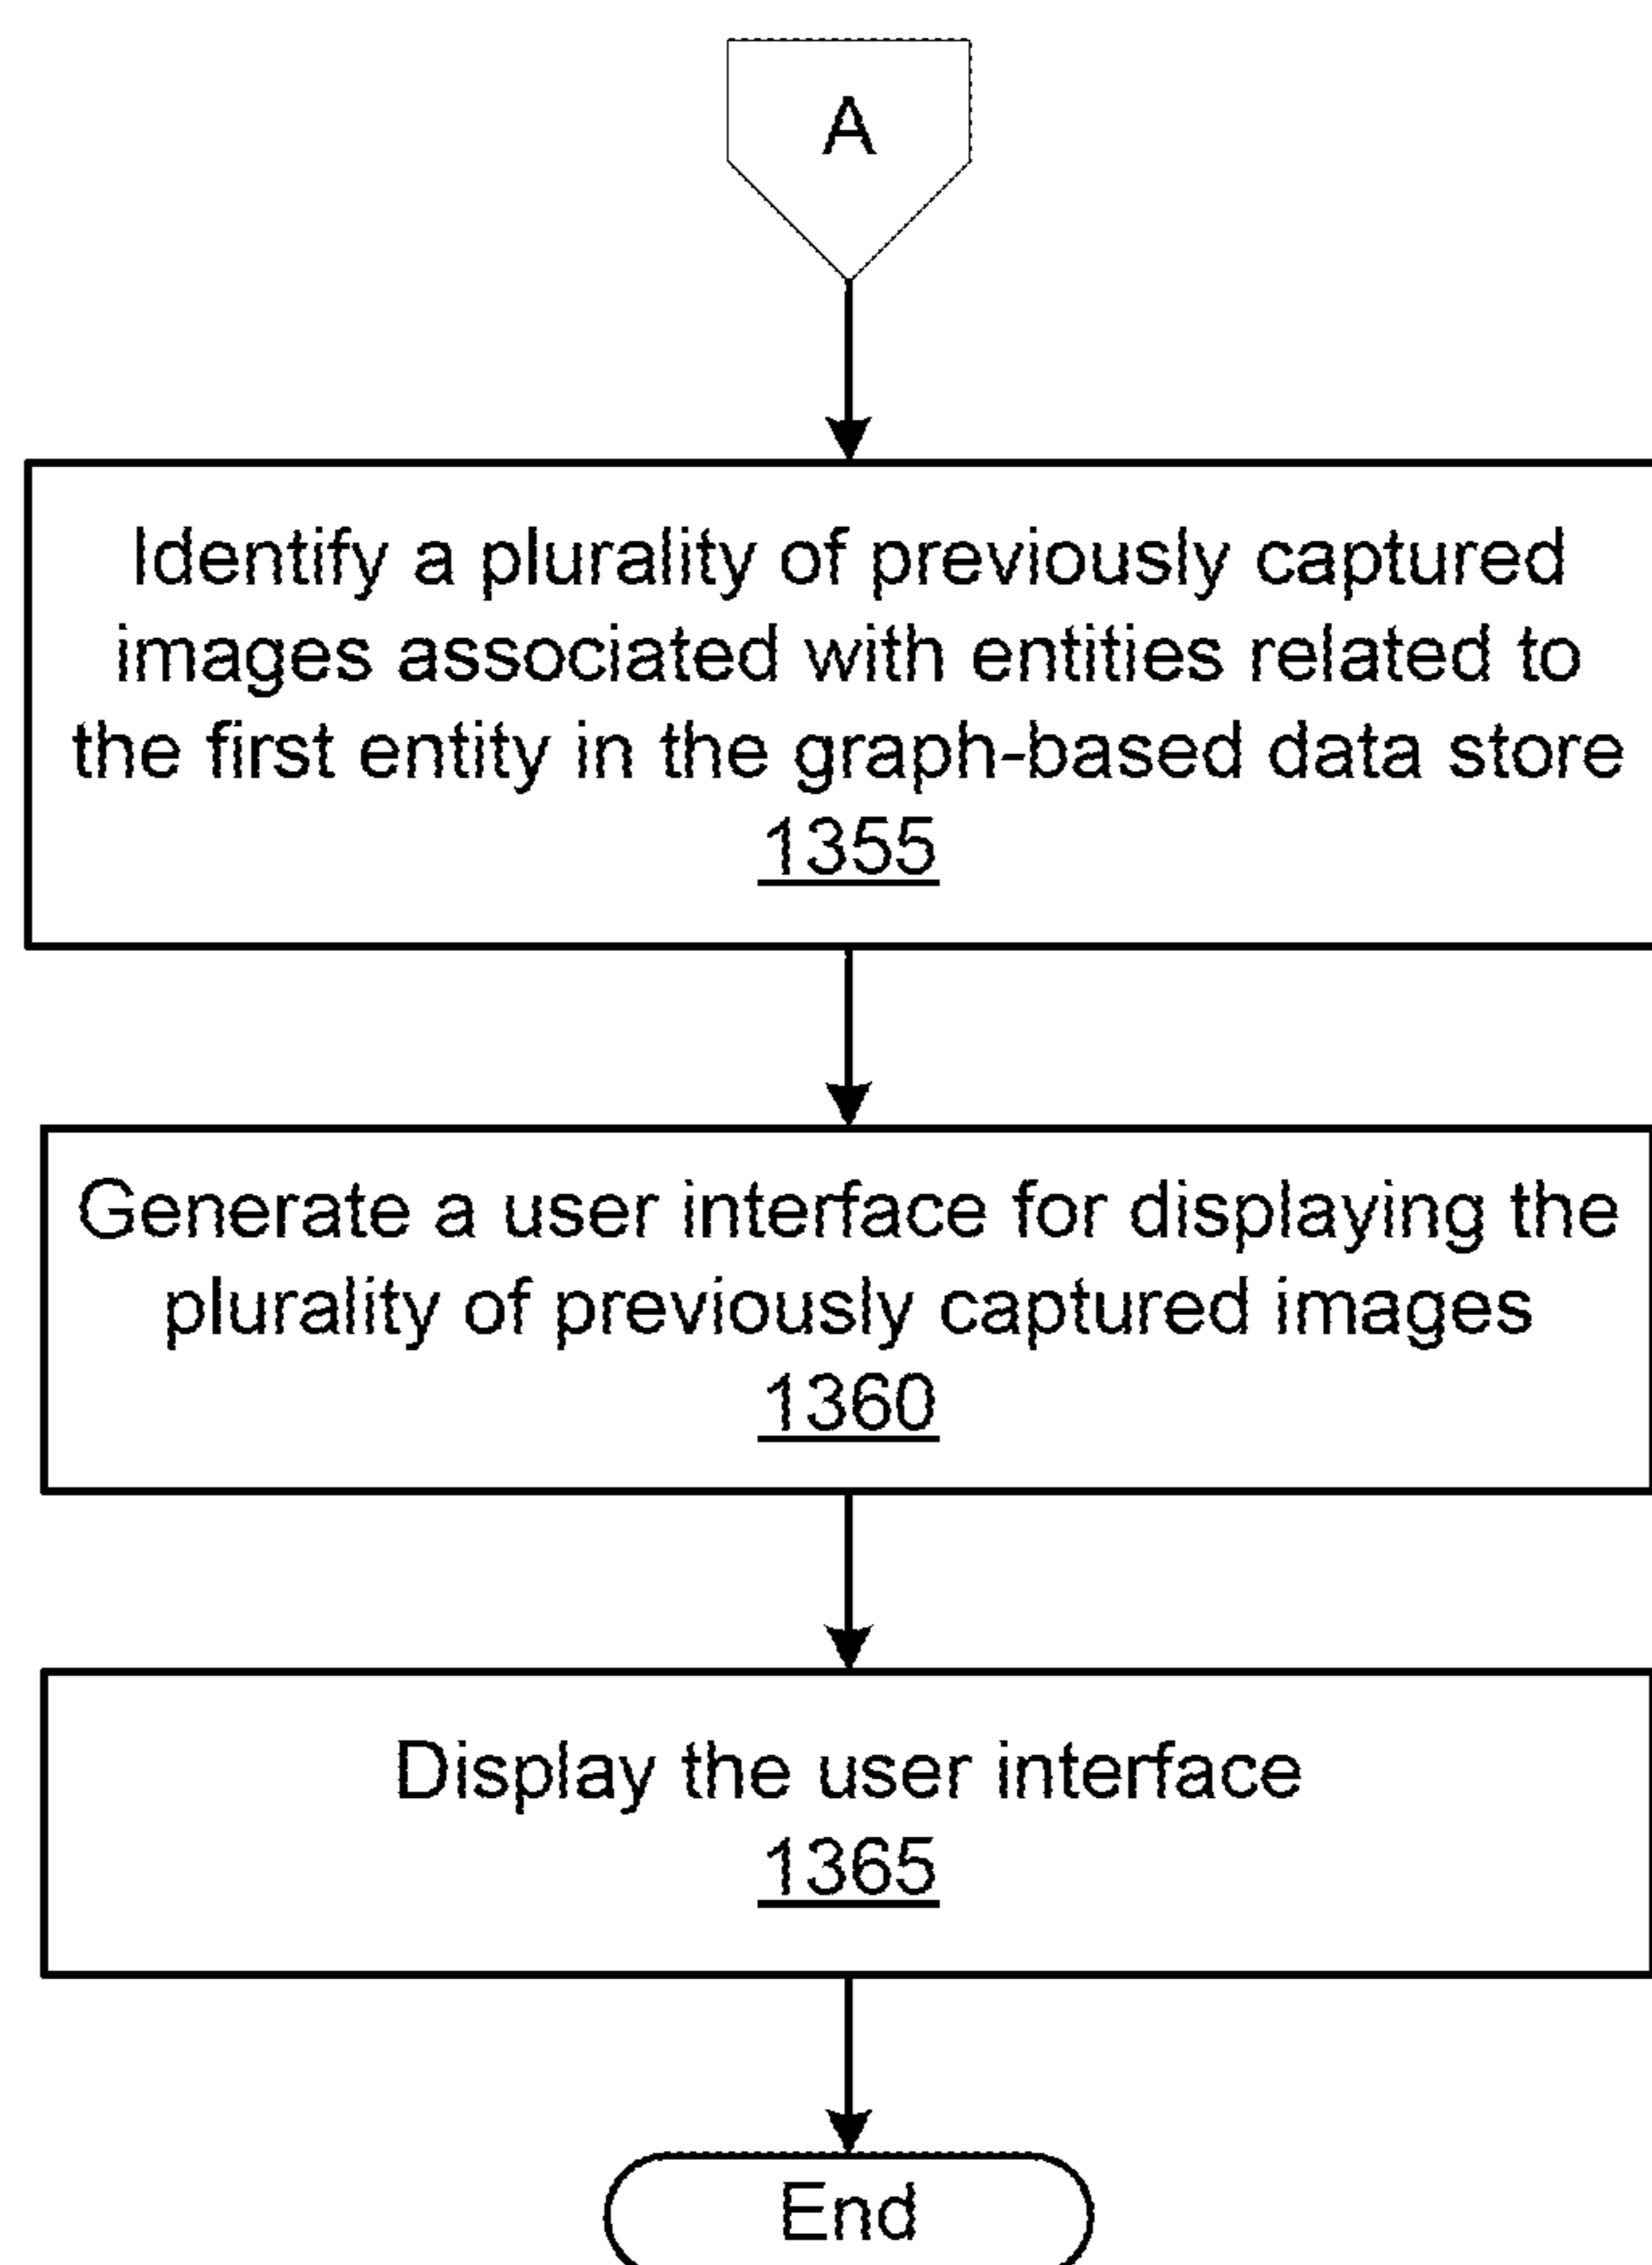 A
Identify a plurality of previously captured
images associated with entities related to
the first entity in the graph-based data store
1355
Generate a user interface for displaying the
plurality of previously captured images
1360
Display the user interface
1365
End